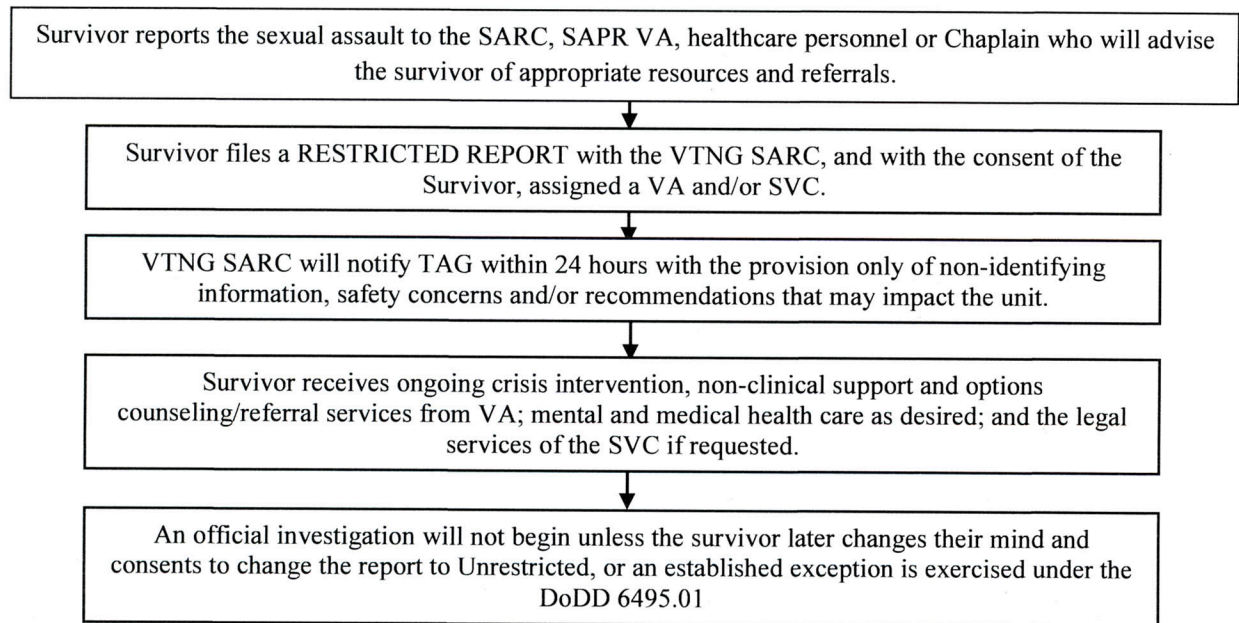 Survivor reports the sexual assault to the SARC, SAPR VA, healthcare personnel or Chaplain who will advise
the survivor of appropriate resources and referrals.
Survivor files a RESTRICTED REPORT with the VTNG SARC, and with the consent of the
Survivor, assigned a VA and/or SVC.
VTNG SARC will notify TAG within 24 hours with the provision only of non-identifying
information, safety concerns and/or recommendations that may impact the unit.
Survivor receives ongoing crisis intervention, non-clinical support and options
counseling/referral services from VA; mental and medical health care as desired; and the legal
services of the SVC if requested.
An official investigation will not begin unless the survivor later changes their mind and
consents to change the report to Unrestricted, or an established exception is exercised under the
DoDD 6495.01